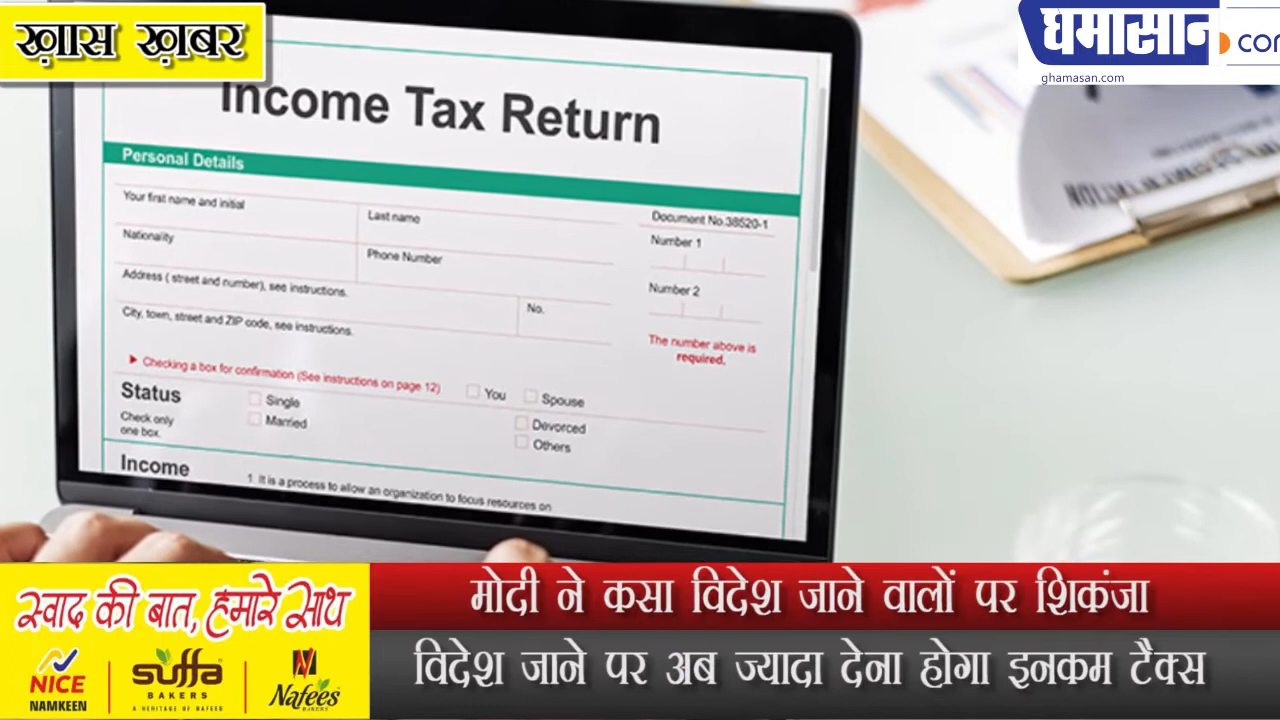 ख़ास ख़बर
घमासान
.com
ghamasan.com
Income Tax Return
Personal Details
Your first name and initial
Last name
Document No.38520-1
Number 1
Nationality
Phone Number
Number 2
Address ( street and number), see instructions.
No.
City, town, street and ZIP code, see instructions.
The number above is
required.
Checking a box for confirmation (See instructions on page 12)
You
Spouse
Status
Single
Married
Check only
one box.
Devorced
Others
Income
1. It is a process to allow an organization to focus resources on
स्वाद की बात, हमारे साथ
NICE
NAMKEEN
suffa
BAKERS
A HERITAGE OF NAFEES
Nafees
BAKERS
मोदी ने कसा विदेश जाने वालों पर शिकंजा
विदेश जाने पर अब ज्यादा देना होगा इनकम टैक्स